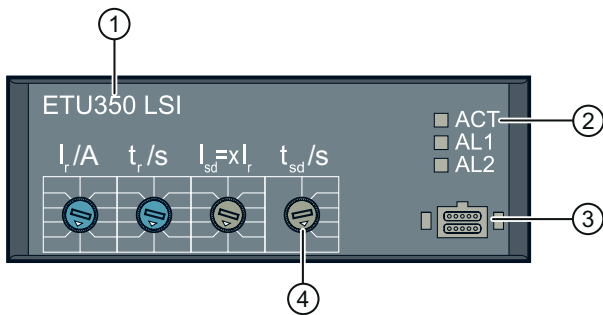 1
ETU350 LSI
ACT
2
AL1
AL2
Ir/A tr/s Isd=xIr tsd/s
3
4